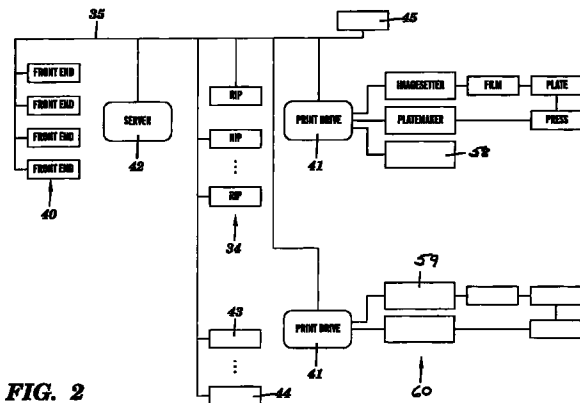 35
45
FRONT END
FRONT END
FRONT END
FRONT END
40
SERVER
42
RIP
RIP
RIP
34
PRINT DRIVE
41
IMAGESETTER
FILM
PLATE
PLATEMAKER
PRESS
58
43
44
PRINT DRIVE
41
59
60
FIG. 2